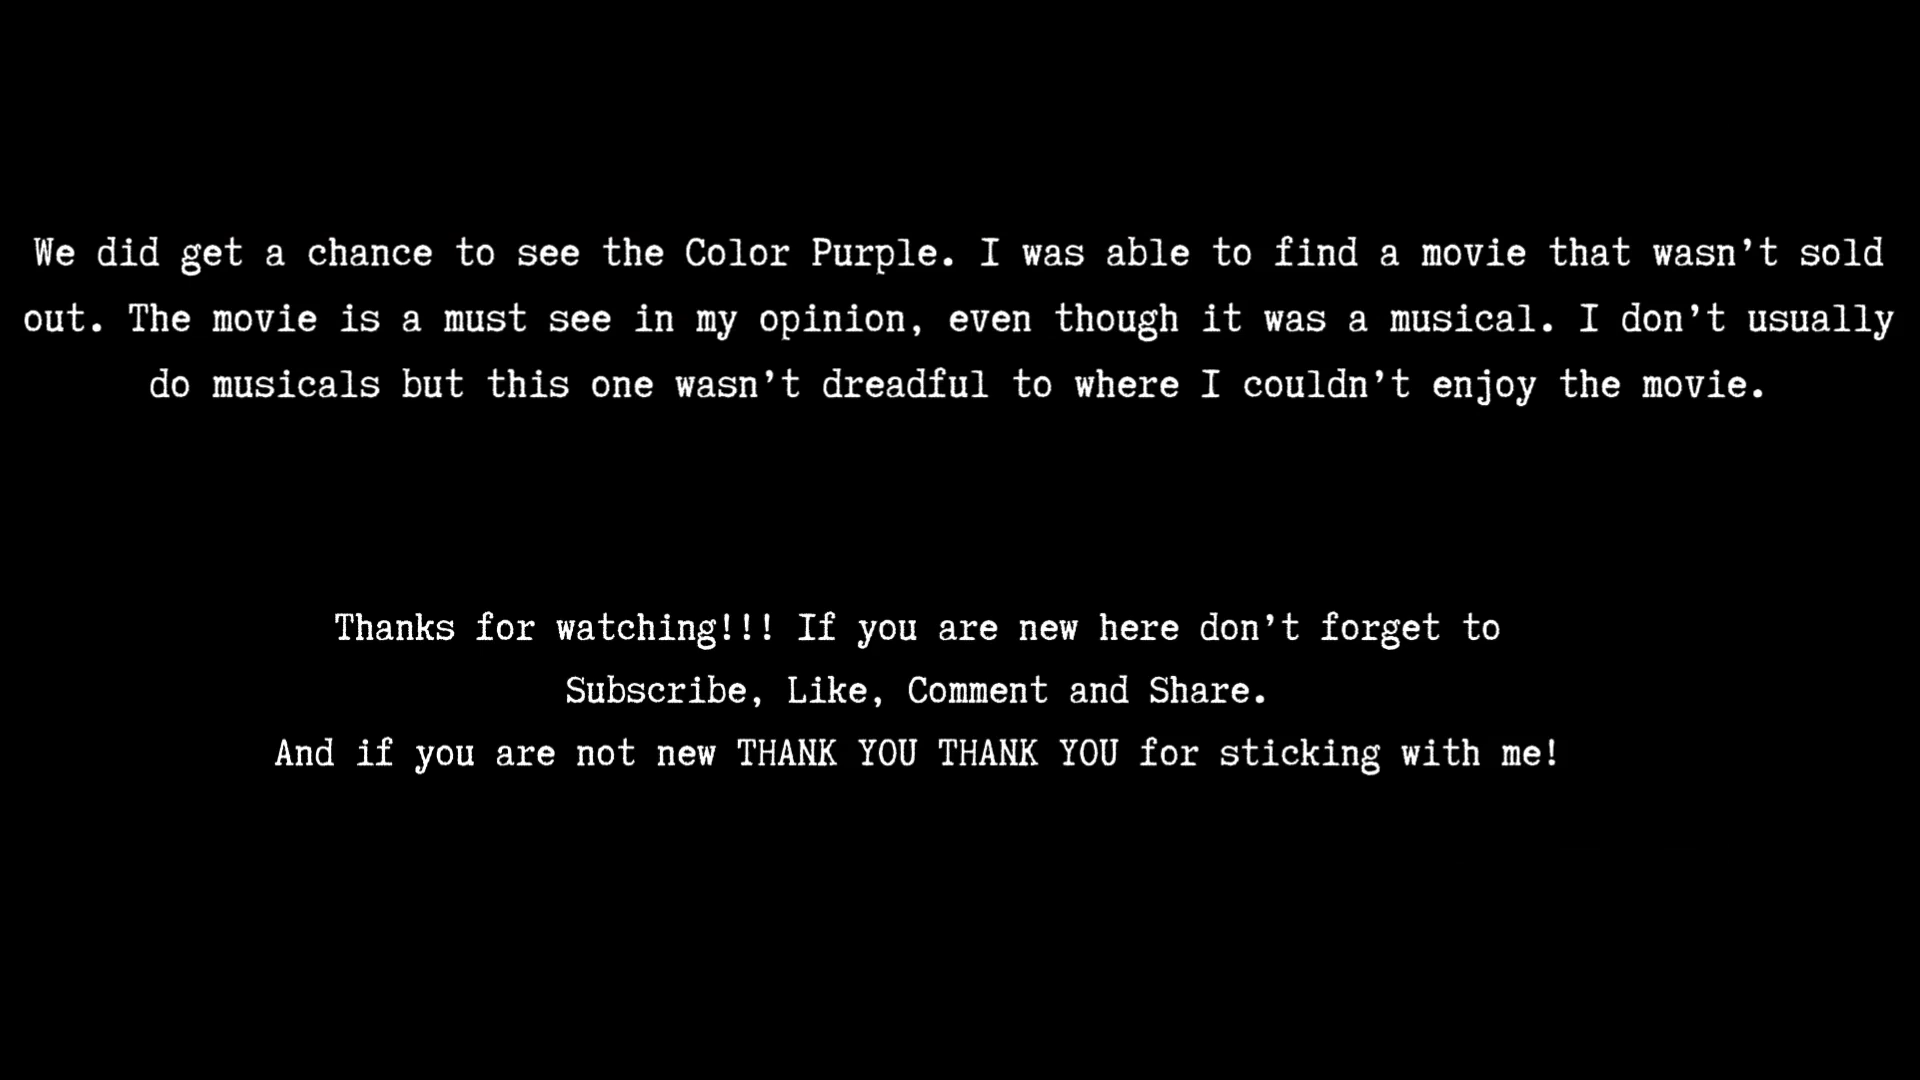 We did get a chance to see the Color Purple. I was able to find a movie that wasn’t sold
out. The movie is a must see in my opinion, even though it was a musical. I don’t usually
do musicals but this one wasn’t dreadful to where I couldn’t enjoy the movie.
Thanks for watching!!! If you are new here don’t forget to
Subscribe, Like, Comment and Share.
And if you are not new THANK YOU THANK YOU for sticking with me!